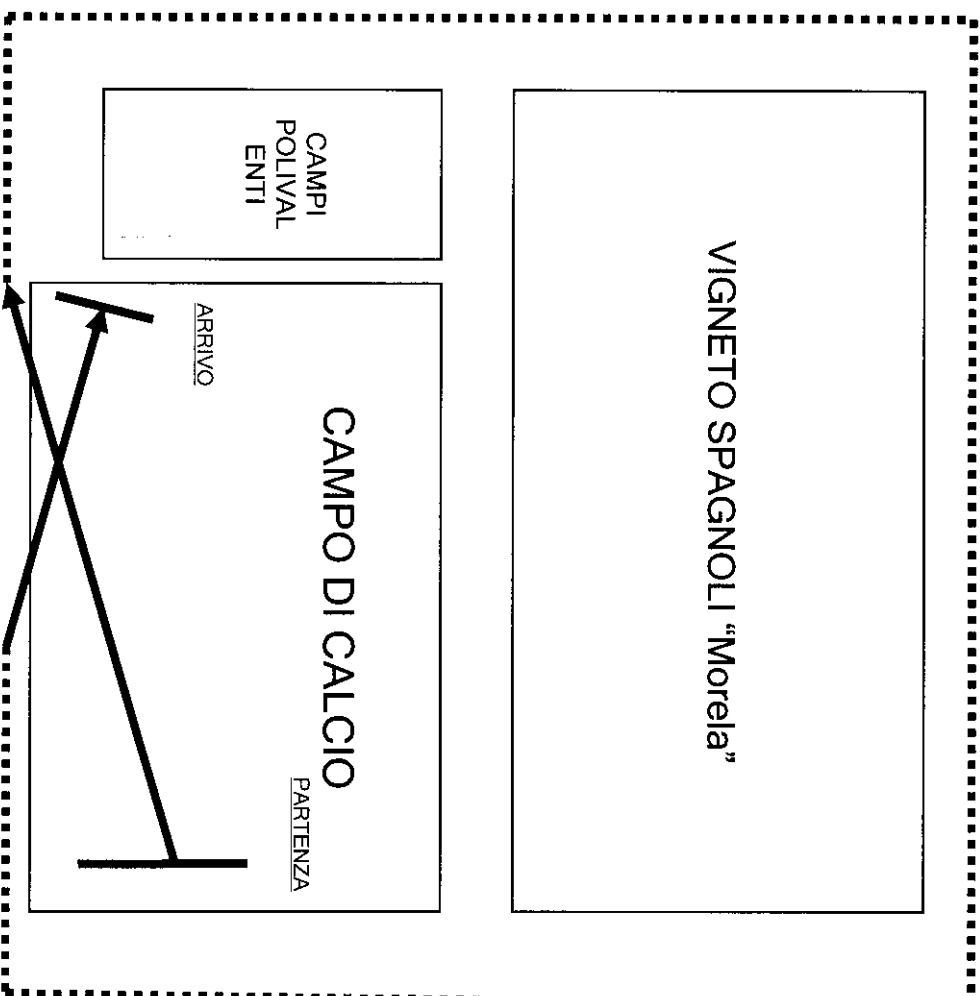 VIGNETO SPAGNOLI “Morela”
CAMPI
POLIVAL
ENTI
CAMPO DI CALCIO
ARRIVO
PARTENZA